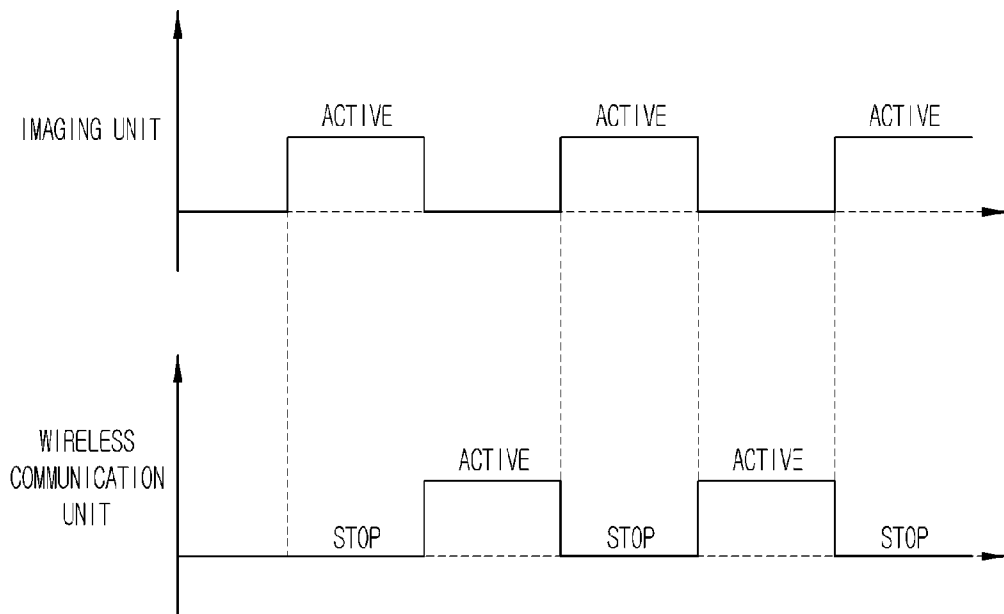 ACTIVE ACTIVE ACTIVE
IMAGING UNIT
WIRELESS
COMMUNICATION
UNIT
ACTIVE ACTIVE
STOP STOP STOP